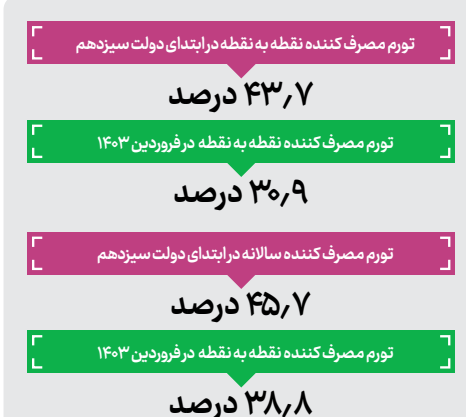 تورم مصرف کننده نقطه به نقطه در ابتدای دولت سیزدهم
۴۳٫۷ درصد
تورم مصرف کننده نقطه به نقطه در فروردین ۱۴۰۳
۳۰٫۹ درصد
تورم مصرف کننده سالانه در ابتدای دولت سیزدهم
۴۵٫۷ درصد
تورم مصرف کننده نقطه به نقطه در فروردین ۱۴۰۳
۳۸٫۸ درصد